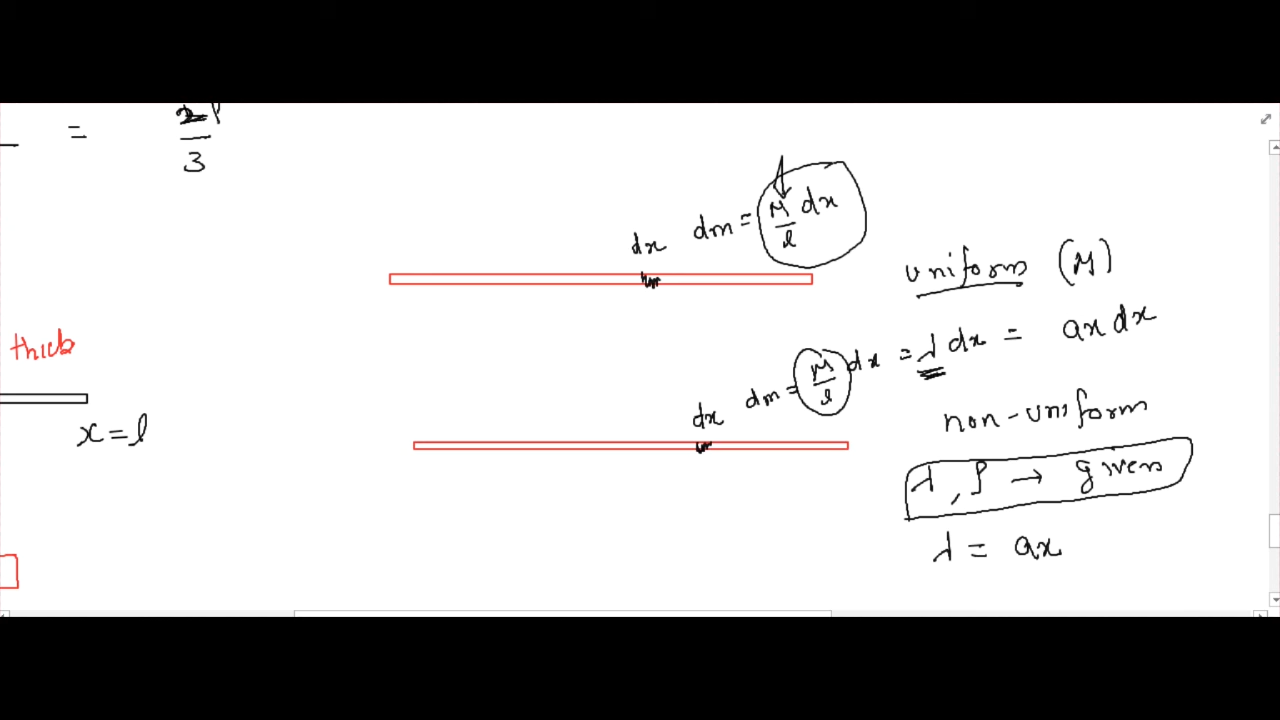 = 2l/3
dx dm = M/l dx
uniform (M)
thick
dx dm = M/l dx = λ dx = ax dx
x = l
non-uniform
λ, ρ → given
λ = ax